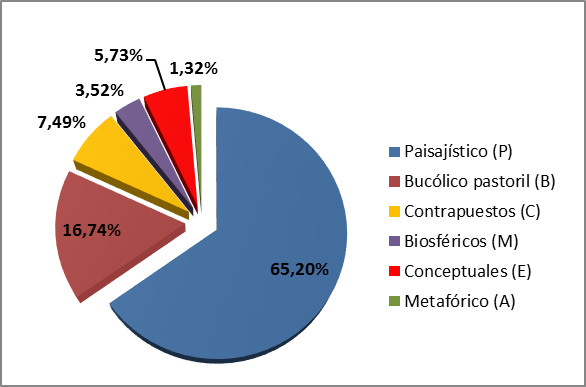 5,73%
1,32%
3,52%
7,49%
16,74%
65,20%
Paisajístico (P)
Bucólico pastoril (B)
Contrapuestos (C)
Biosféricos (M)
Conceptuales (E)
Metafórico (A)